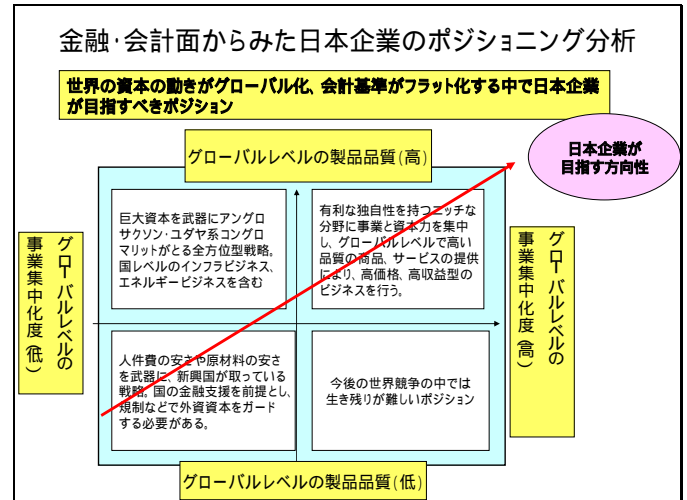 金融・会計面からみた日本企業のポジショニング分析
世界の資本の動きがグローバル化、会計基準がフラット化する中で日本企業
が目指すべきポジション
日本企業が
目指す方向性
グローバルレベルの製品品質(高)
巨大資本を武器にアングロ
サクソン・ユダヤ系コングロ
マリットがとる全方位型戦略。
国レベルのインフラビジネス、
エネルギービジネスを含む
有利な独自性を持つニッチな
分野に事業と資本力を集中
し、グローバルレベルで高い
品質の商品、サービスの提供
により、高価格、高収益型の
ビジネスを行う。
グローバルレベルの
事業集中化度(低)
グローバルレベルの
事業集中化度(高)
人件費の安さや原材料の安さ
を武器に、新興国が取っている
戦略。国の金融支援を前提とし、
規制などで外資資本をガード
する必要がある。
今後の世界競争の中では
生き残りが難しいポジション
グローバルレベルの製品品質(低)